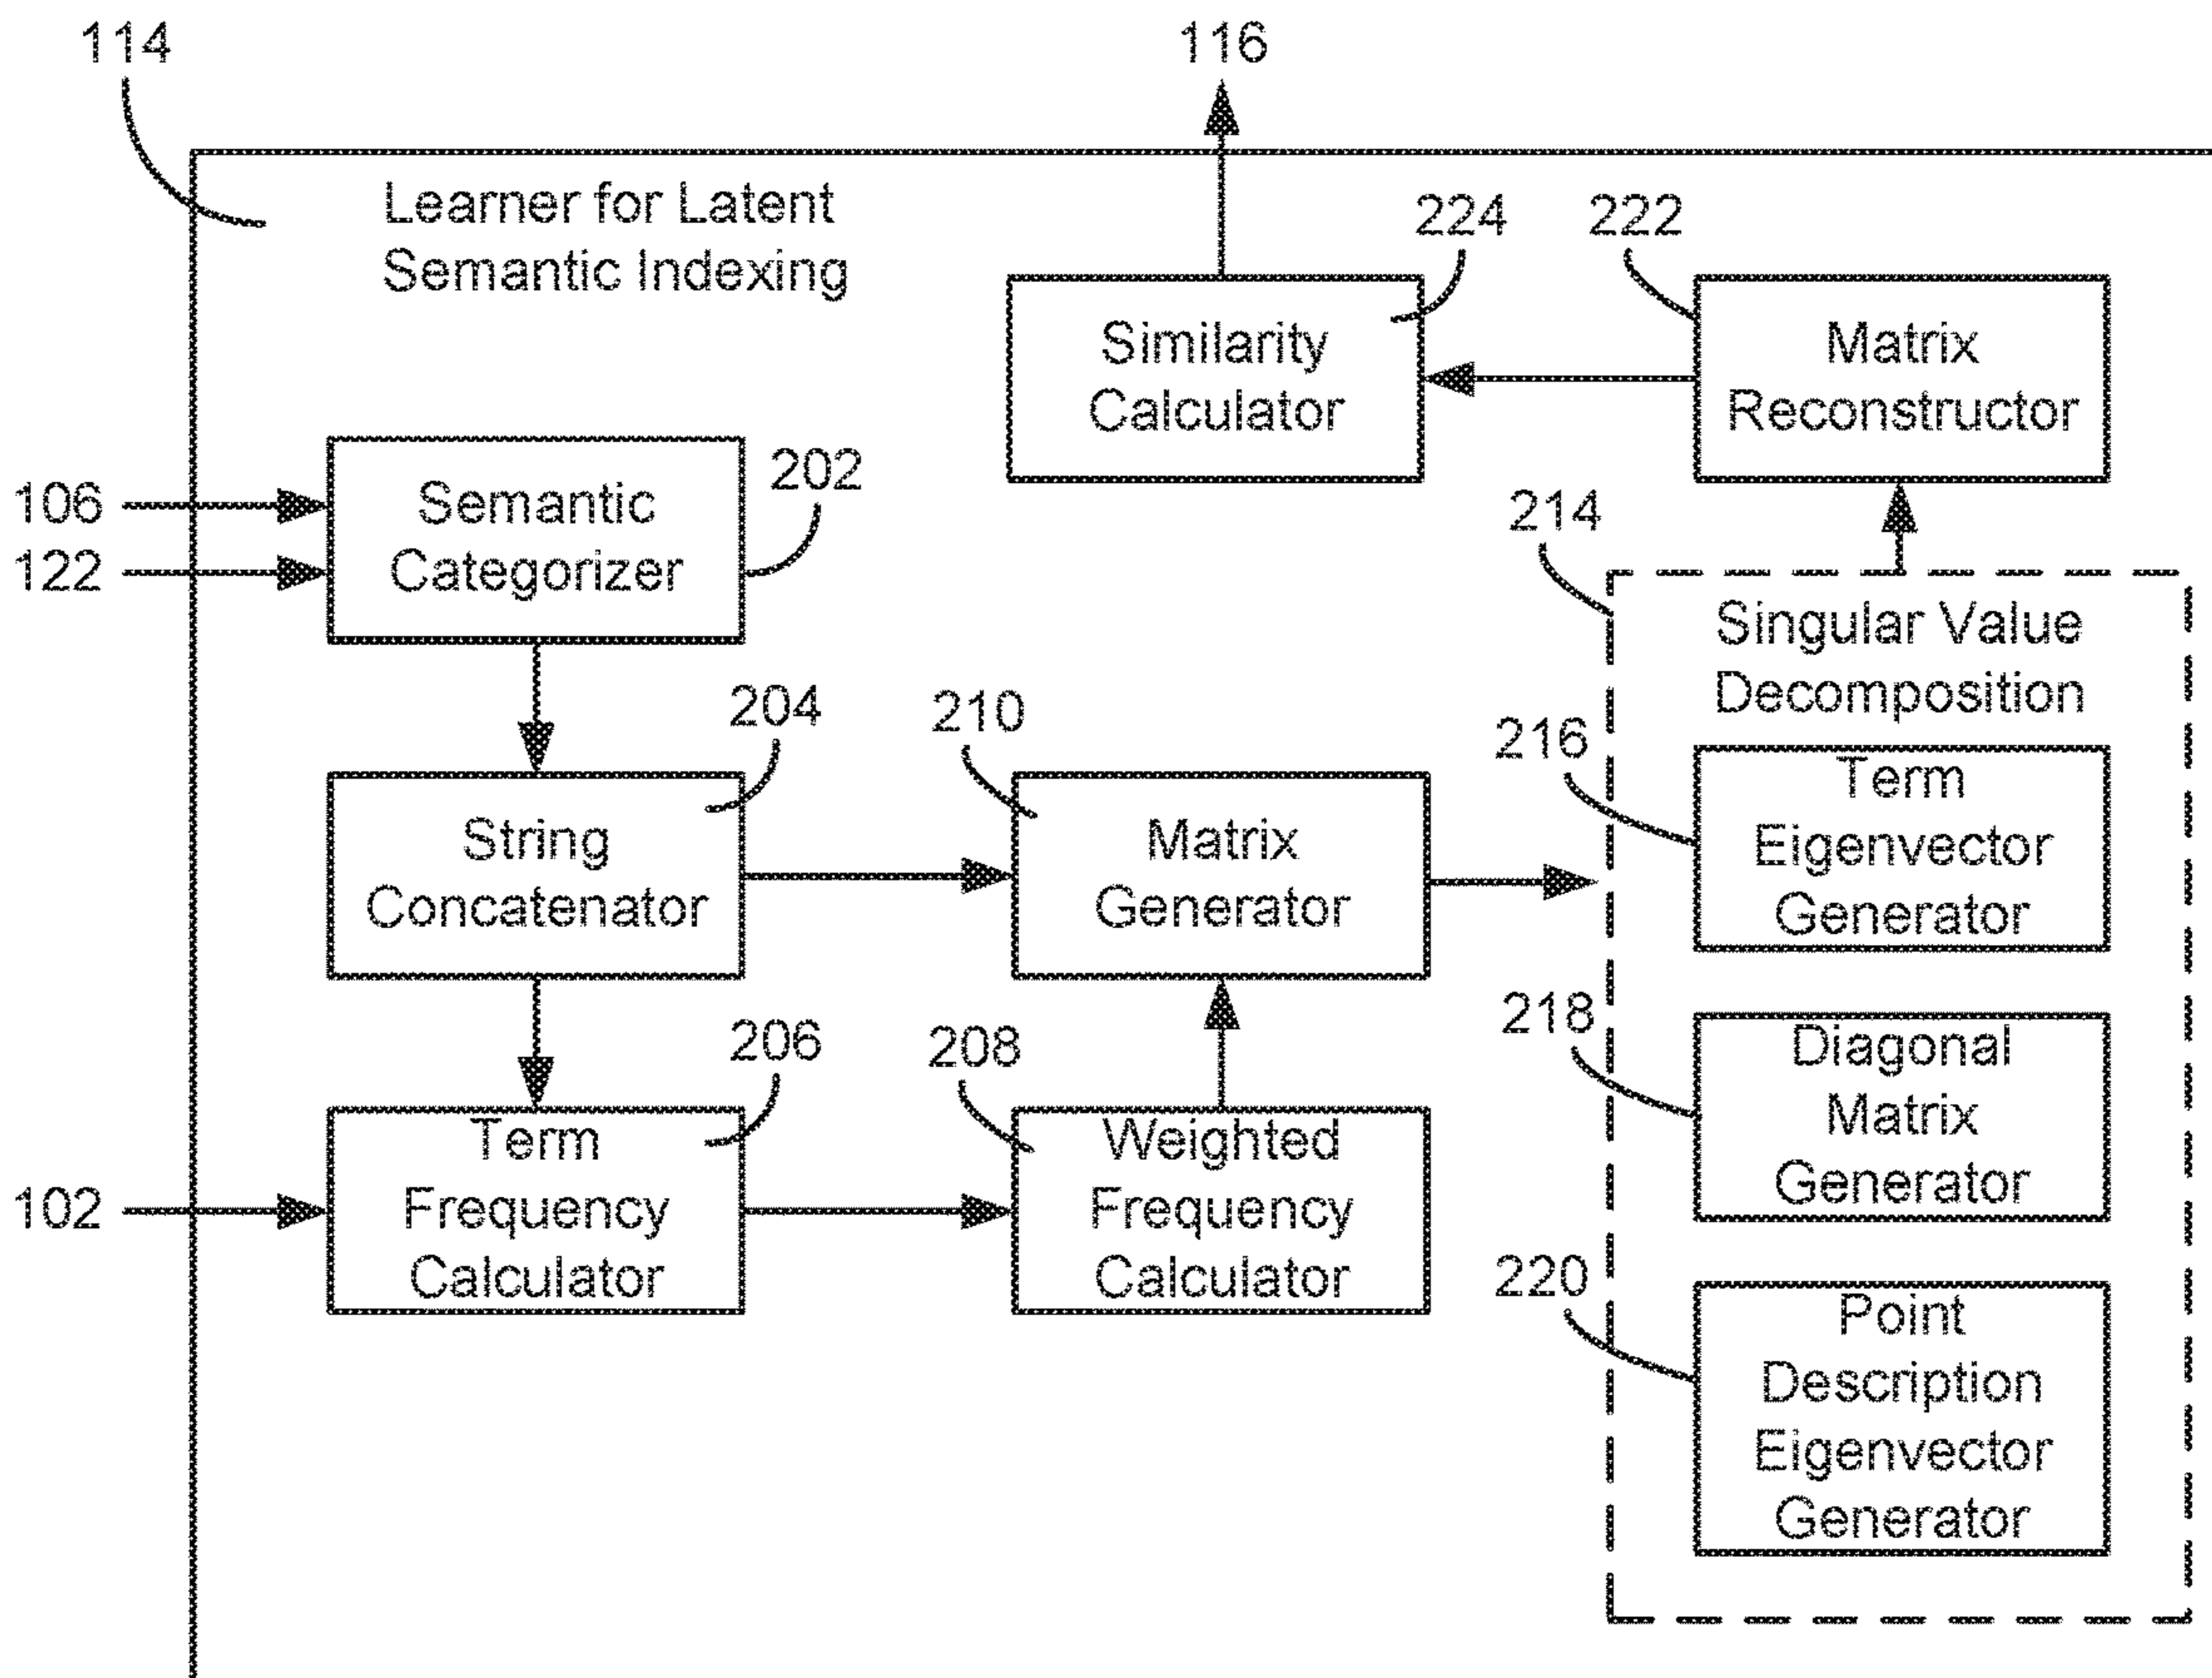 114
116
Learner for Latent
Semantic Indexing
224
222
Similarity
Calculator
Matrix
Reconstructor
106
122
Semantic
Categorizer
202
214
Singular Value
Decomposition
204
210
216
String
Concatenator
Matrix
Generator
Term
Eigenvector
Generator
206
208
218
102
Term
Frequency
Calculator
Weighted
Frequency
Calculator
Diagonal
Matrix
Generator
220
Point
Description
Eigenvector
Generator